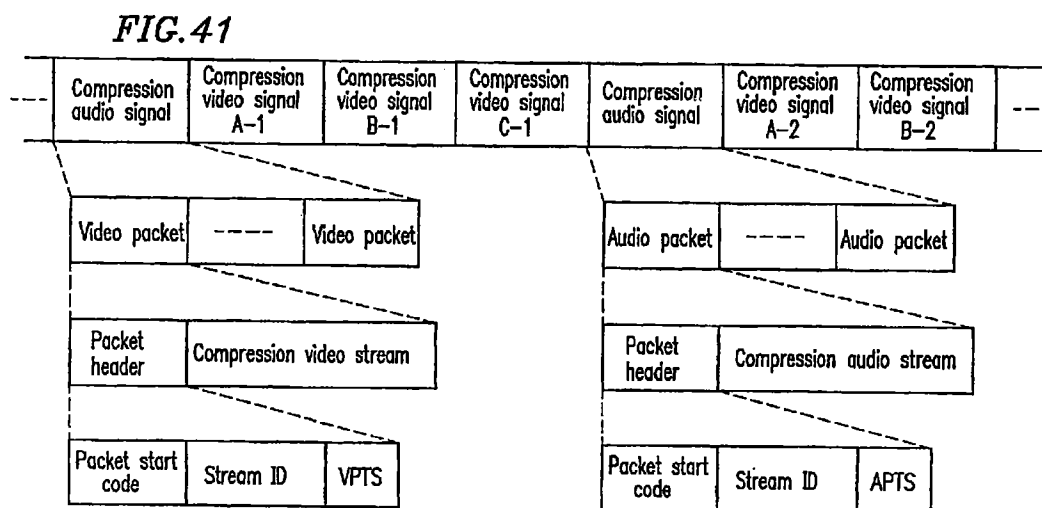 FIG.41
Compression audio signal
Compression video signal A-1
Compression video signal B-1
Compression video signal C-1
Compression audio signal
Compression video signal A-2
Compression video signal B-2
Video packet
Video packet
Audio packet
Audio packet
Packet header
Compression video stream
Packet header
Compression audio stream
Packet start code
Stream ID
VPTS
Packet start code
Stream ID
APTS